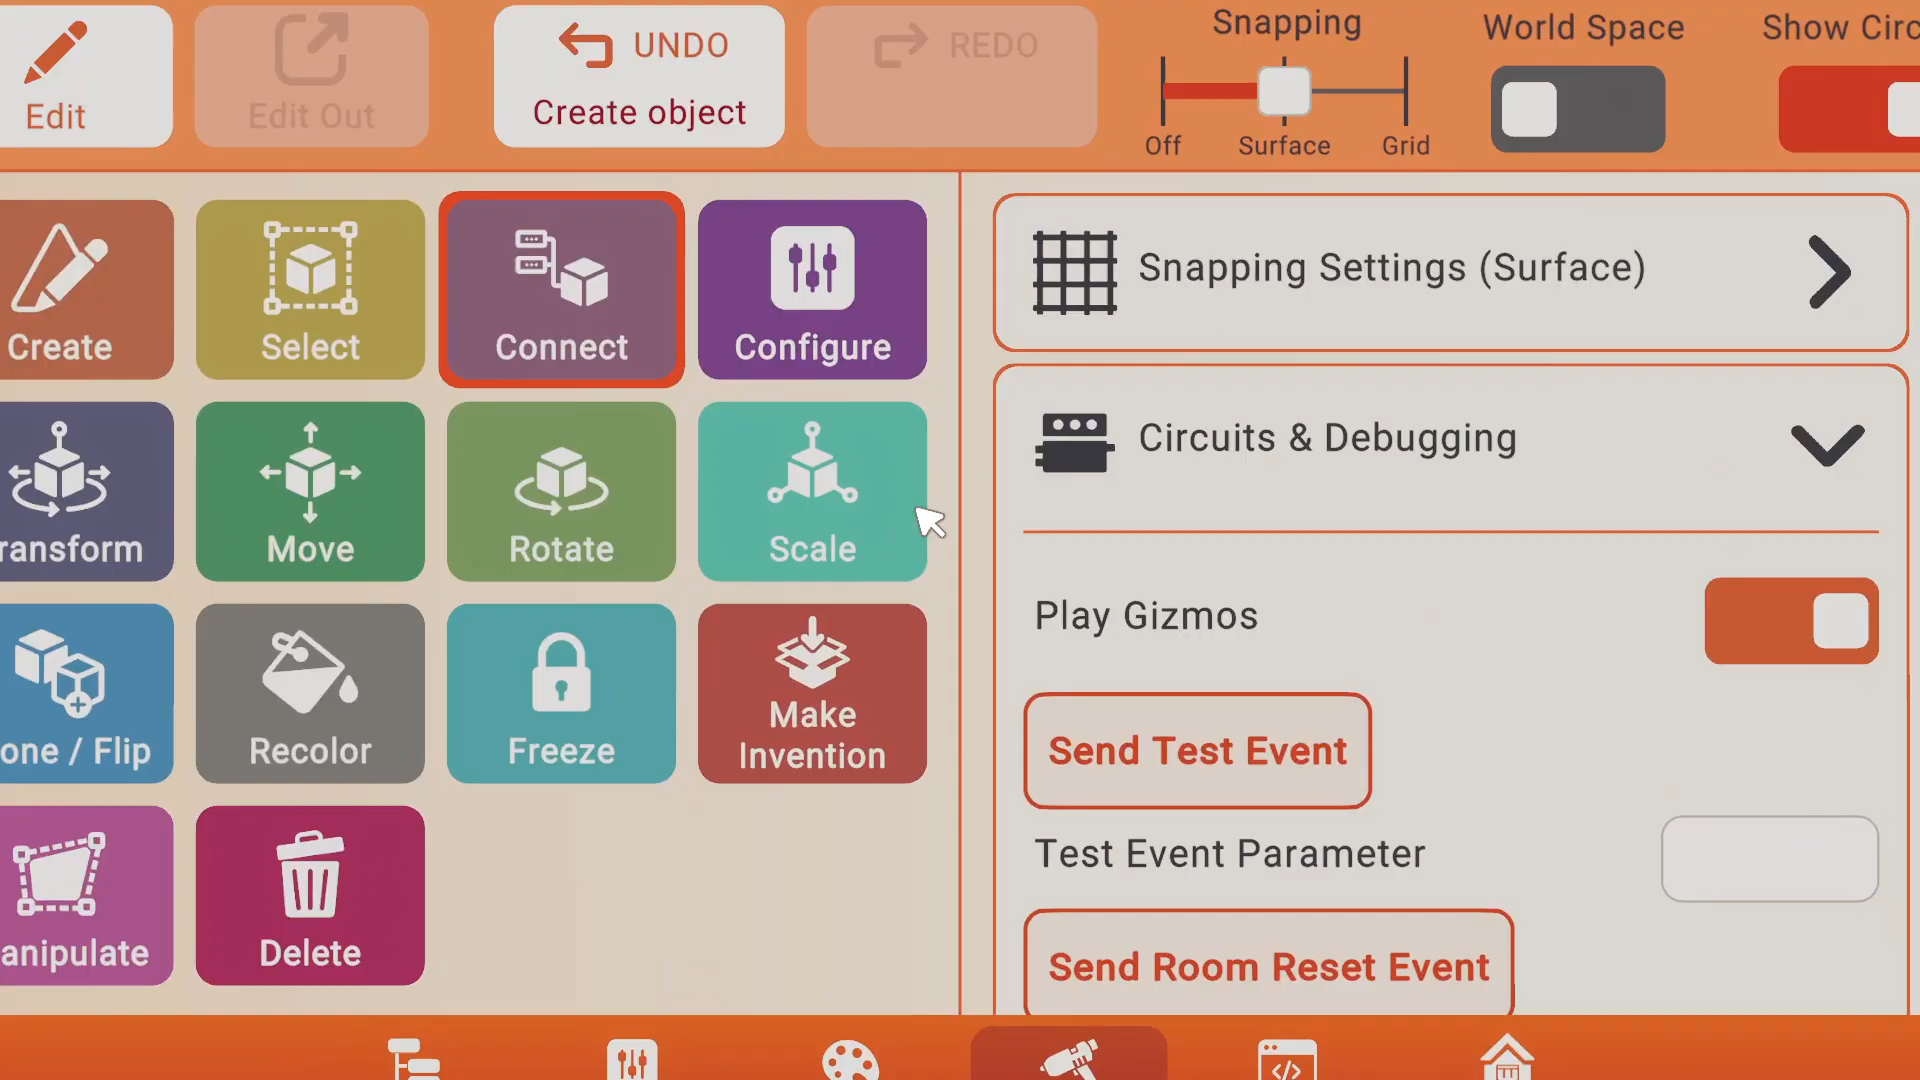 Edit
Edit Out
UNDO
Create object
REDO
Snapping
Off
Surface
Grid
World Space
Show Circ
Create
Select
Connect
Configure
ransform
Move
Rotate
Scale
one / Flip
Recolor
Freeze
Make
Invention
anipulate
Delete
Snapping Settings (Surface)
Circuits & Debugging
Play Gizmos
Send Test Event
Test Event Parameter
Send Room Reset Event